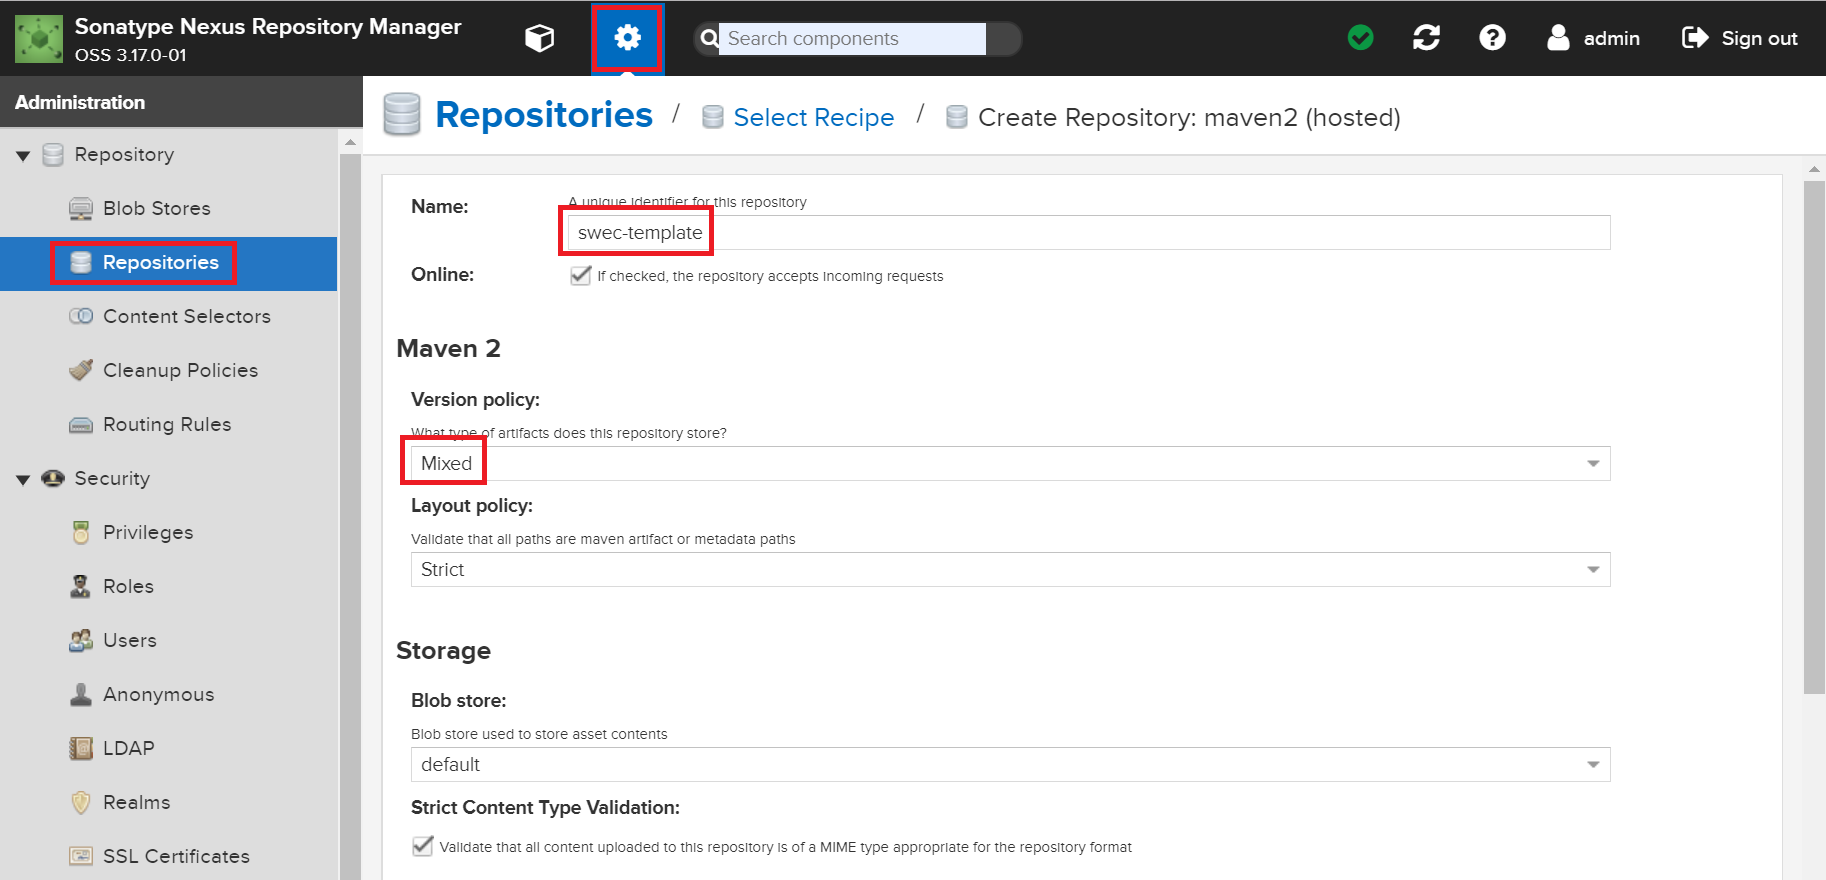 Sonatype Nexus Repository Manager
OSS 3.17.0-01
Search components
admin
Sign out
Administration
Repository
Blob Stores
Repositories
Content Selectors
Cleanup Policies
Routing Rules
Security
Privileges
Roles
Users
Anonymous
LDAP
Realms
SSL Certificates
Repositories / Select Recipe / Create Repository: maven2 (hosted)
Name:
A unique identifier for this repository
swec-template
Online:
If checked, the repository accepts incoming requests
Maven 2
Version policy:
What type of artifacts does this repository store?
Mixed
Layout policy:
Validate that all paths are maven artifact or metadata paths
Strict
Storage
Blob store:
Blob store used to store asset contents
default
Strict Content Type Validation:
Validate that all content uploaded to this repository is of a MIME type appropriate for the repository format